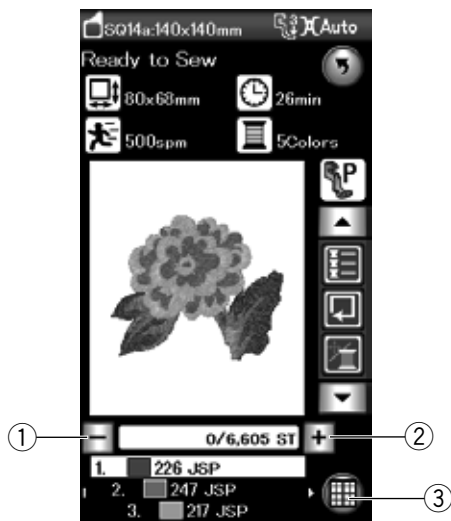 SQ14a:140x140mm Auto
Ready to Sew
80x68mm 26min
500spm 5Colors
P
① − 0/6,605 ST + ②
1. 226 JSP
2. 247 JSP
3. 217 JSP
③